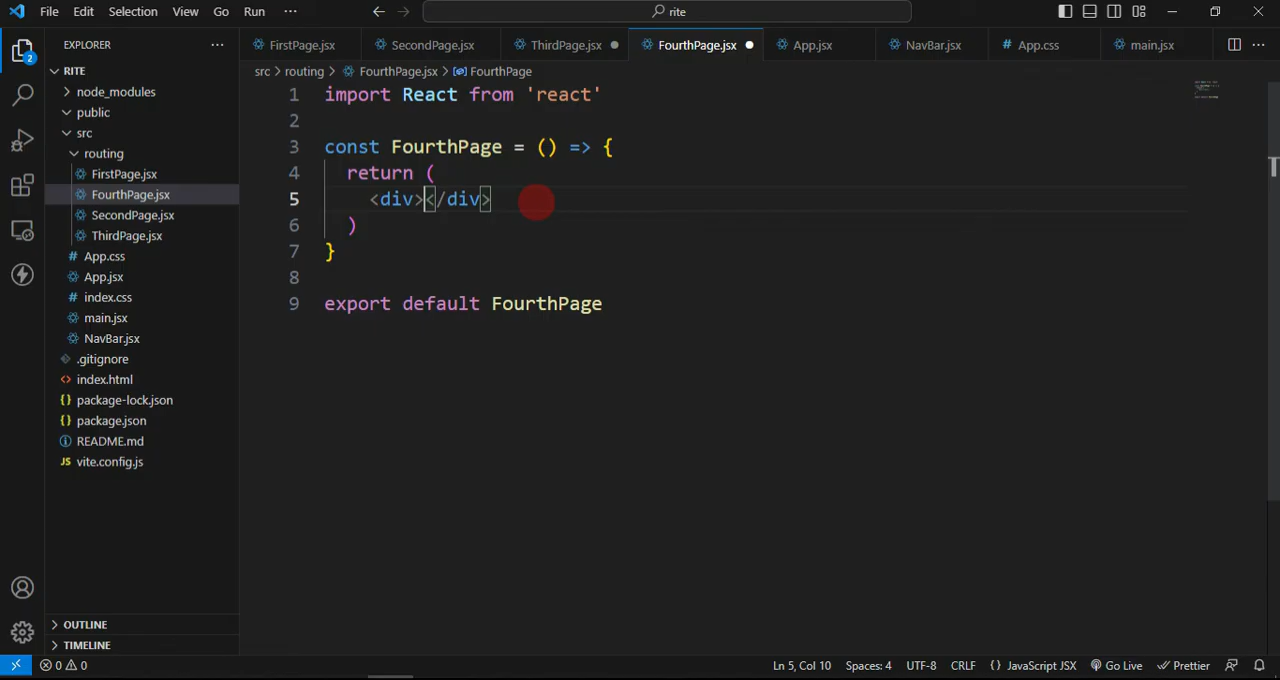 File Edit Selection View Go Run ··· rite
EXPLORER ···
FirstPage.jsx SecondPage.jsx ThirdPage.jsx FourthPage.jsx App.jsx NavBar.jsx # App.css main.jsx ···
RITE
node_modules
public
src
routing
FirstPage.jsx
FourthPage.jsx
SecondPage.jsx
ThirdPage.jsx
# App.css
App.jsx
# index.css
main.jsx
NavBar.jsx
.gitignore
<> index.html
{} package-lock.json
{} package.json
README.md
JS vite.config.js
OUTLINE
TIMELINE
2
src > routing > FourthPage.jsx > FourthPage
1 import React from 'react'
2
3 const FourthPage = () => {
4 return (
5 <div></div>
6 )
7 }
8
9 export default FourthPage
0 0 Ln 5, Col 10 Spaces: 4 UTF-8 CRLF {} JavaScript JSX Go Live Prettier